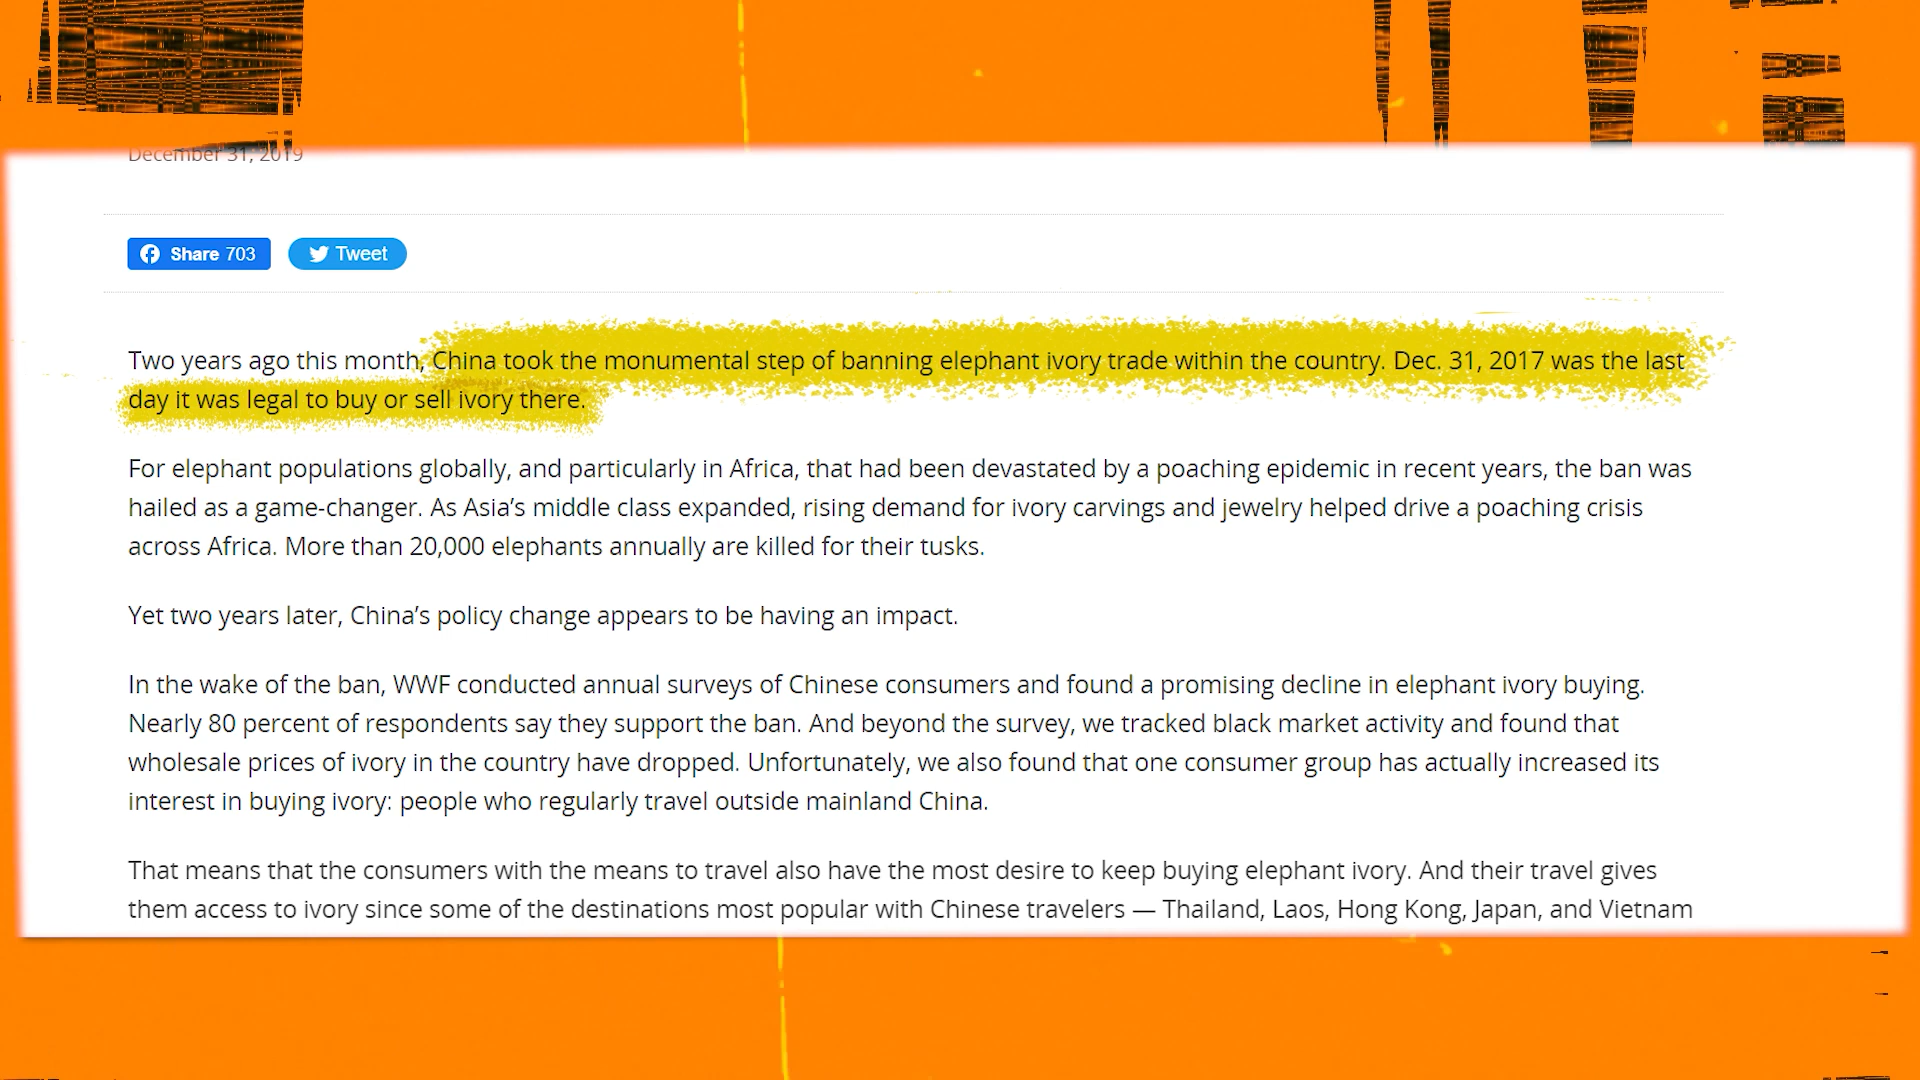 December 31, 2019
Share 703
Tweet
Two years ago this month, China took the monumental step of banning elephant ivory trade within the country. Dec. 31, 2017 was the last
day it was legal to buy or sell ivory there.
For elephant populations globally, and particularly in Africa, that had been devastated by a poaching epidemic in recent years, the ban was
hailed as a game-changer. As Asia’s middle class expanded, rising demand for ivory carvings and jewelry helped drive a poaching crisis
across Africa. More than 20,000 elephants annually are killed for their tusks.
Yet two years later, China’s policy change appears to be having an impact.
In the wake of the ban, WWF conducted annual surveys of Chinese consumers and found a promising decline in elephant ivory buying.
Nearly 80 percent of respondents say they support the ban. And beyond the survey, we tracked black market activity and found that
wholesale prices of ivory in the country have dropped. Unfortunately, we also found that one consumer group has actually increased its
interest in buying ivory: people who regularly travel outside mainland China.
That means that the consumers with the means to travel also have the most desire to keep buying elephant ivory. And their travel gives
them access to ivory since some of the destinations most popular with Chinese travelers — Thailand, Laos, Hong Kong, Japan, and Vietnam